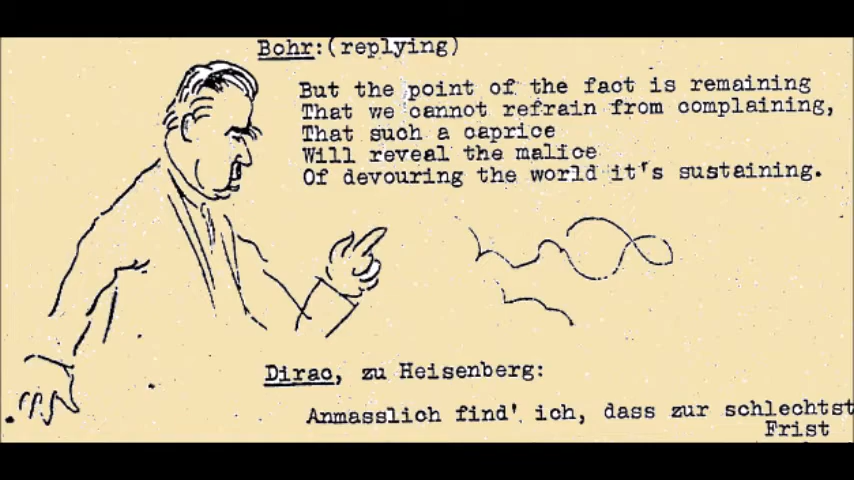 Bohr:(replying)
But the point of the fact is remaining
That we cannot refrain from complaining,
That such a caprice
Will reveal the malice
Of devouring the world it's sustaining.
Dirac, zu Heisenberg:
Anmasslich find' ich, dass zur schlechtst
Frist